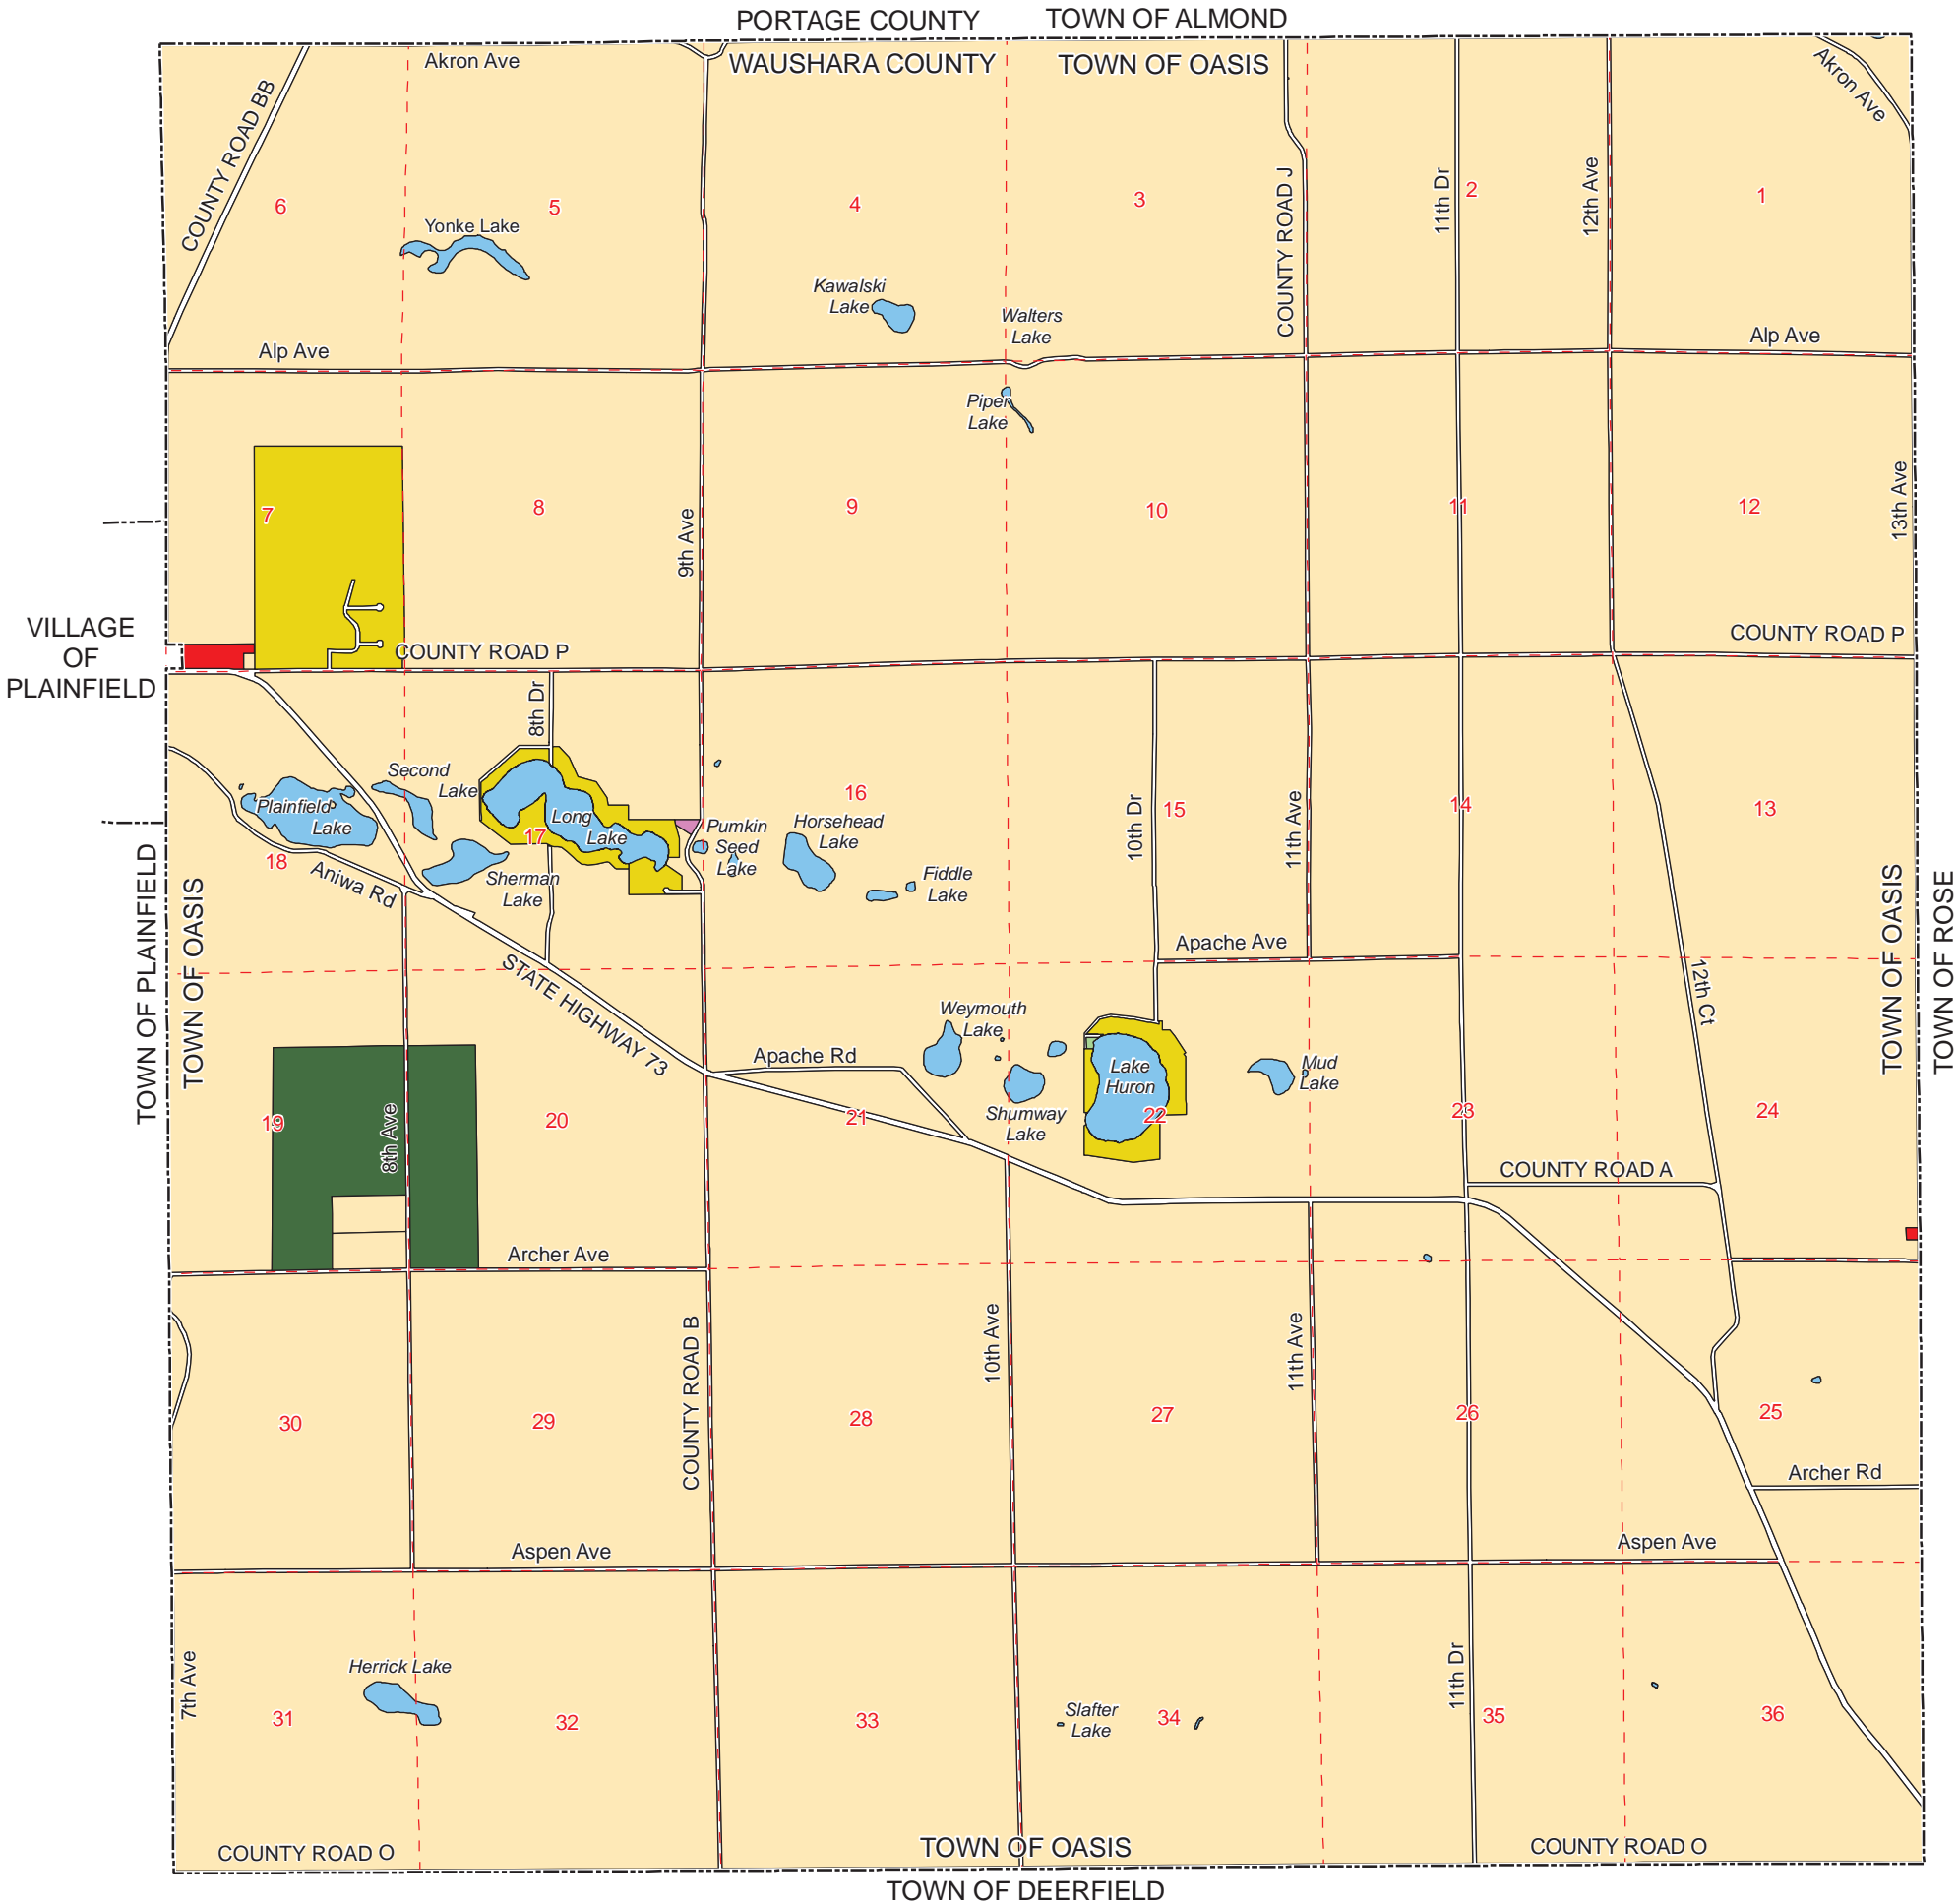 PORTAGE COUNTY
TOWN OF ALMOND
WAUSHARA COUNTY
TOWN OF OASIS
Akron Ave
Akron Ave
COUNTY ROAD BB
COUNTY ROAD J
11th Dr
12th Ave
6
5
4
3
2
1
Yonke Lake
Kawalski
Lake
Walters
Lake
Alp Ave
Alp Ave
Piper
Lake
7
8
9
10
11
12
9th Ave
13th Ave
VILLAGE
OF
PLAINFIELD
COUNTY ROAD P
COUNTY ROAD P
8th Dr
Second
Lake
Plainfield
Lake
Long
Lake
17
18
Aniwa Rd
Sherman
Lake
Pumkin
Seed
Lake
16
Horsehead
Lake
Fiddle
Lake
10th Dr
15
11th Ave
14
13
TOWN OF PLAINFIELD
TOWN OF OASIS
TOWN OF OASIS
TOWN OF ROSE
Apache Ave
12th Ct
STATE HIGHWAY 73
Weymouth
Lake
Apache Rd
Lake
Huron
Mud
Lake
Shumway
Lake
19
8th Ave
20
21
22
23
24
COUNTY ROAD A
Archer Ave
COUNTY ROAD B
10th Ave
11th Ave
30
29
28
27
26
25
Archer Rd
Aspen Ave
Aspen Ave
7th Ave
Herrick Lake
11th Dr
31
32
33
Slafter
Lake
34
35
36
COUNTY ROAD O
TOWN OF OASIS
COUNTY ROAD O
TOWN OF DEERFIELD